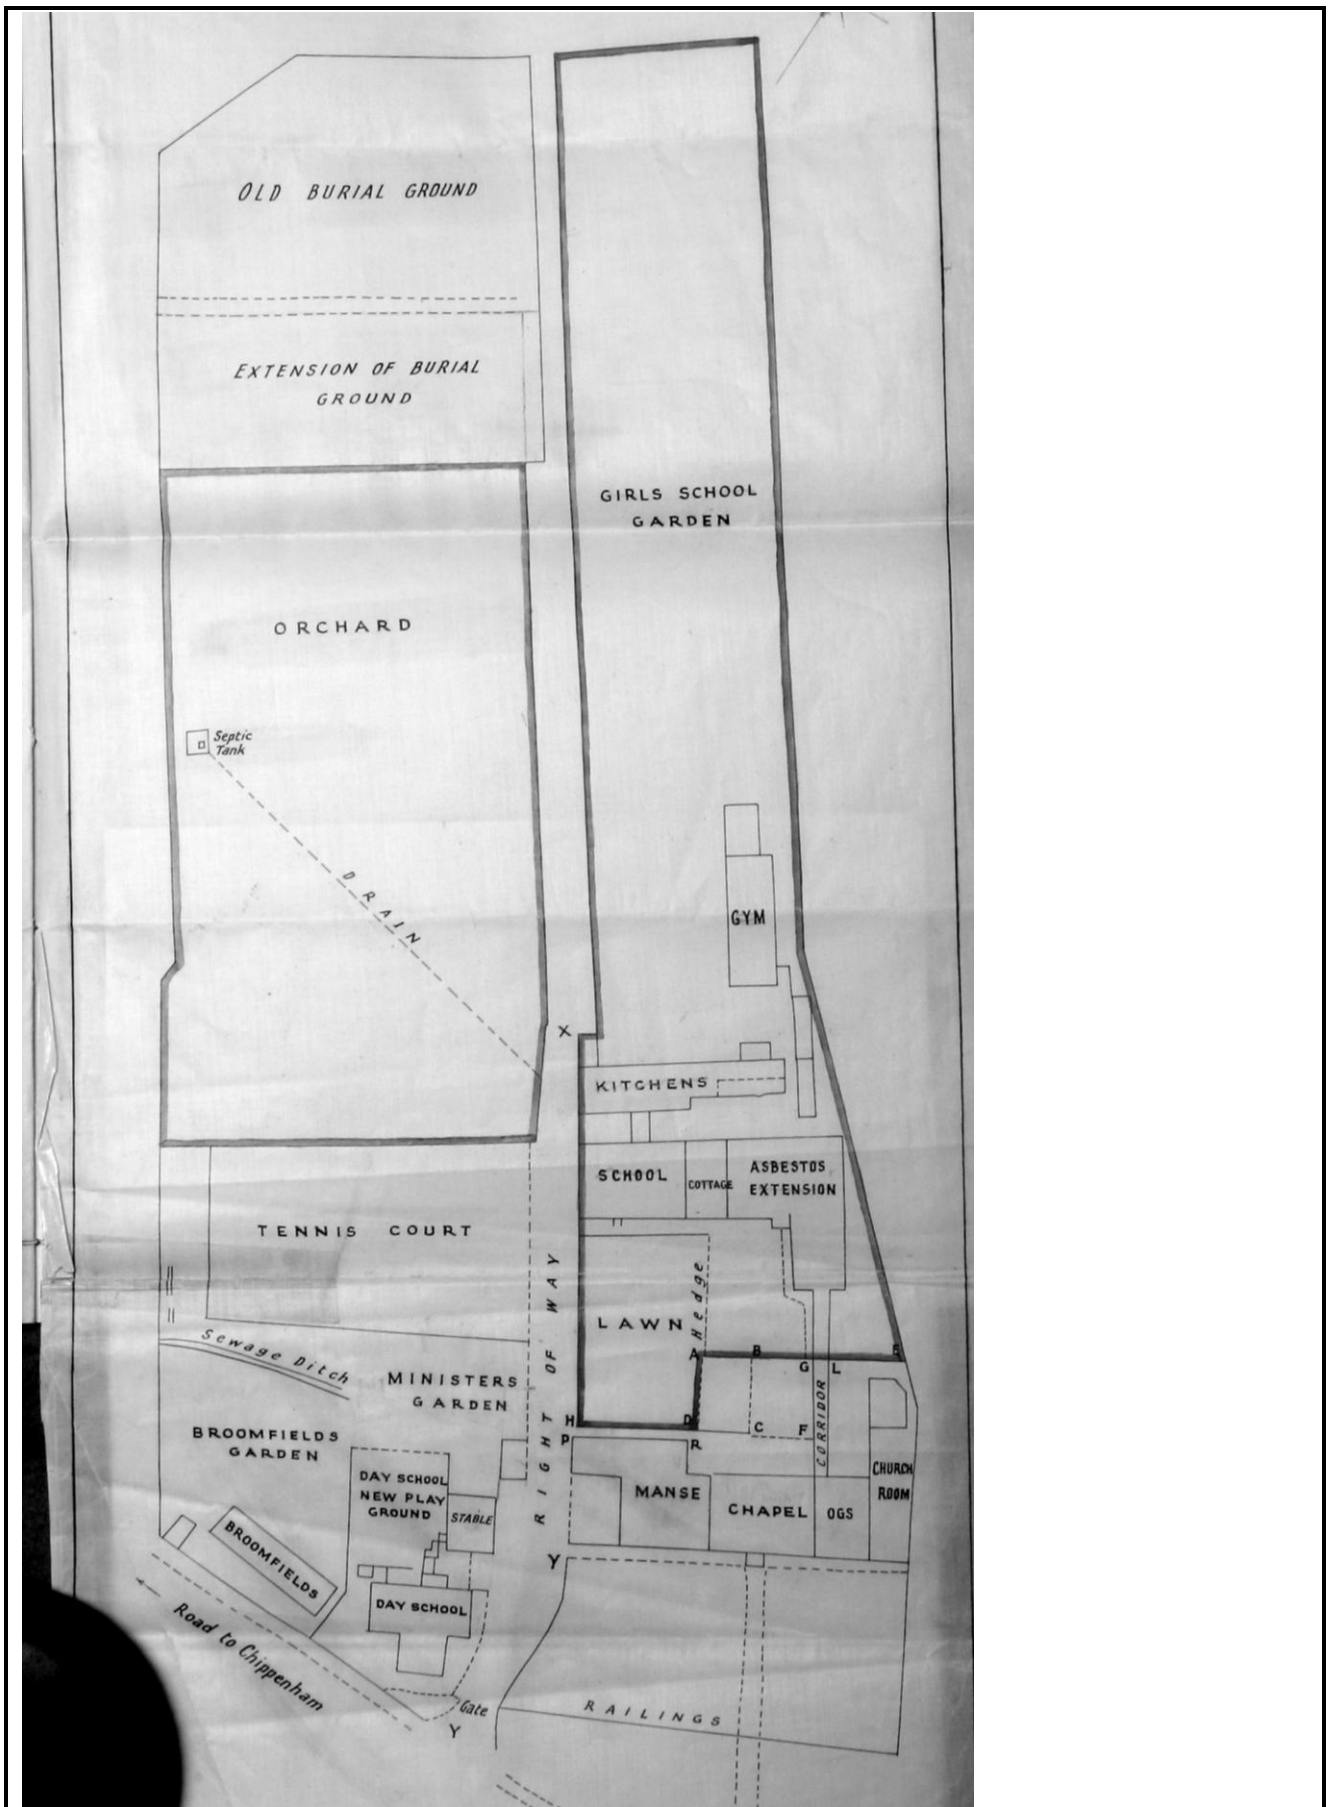 OLD BURIAL GROUND
EXTENSION OF BURIAL
GROUND
GIRLS SCHOOL
GARDEN
ORCHARD
Septic
Tank
DRAIN
GYM
X
KITCHENS
SCHOOL
COTTAGE
ASBESTOS
EXTENSION
TENNIS COURT
RIGHT OF WAY
Hedge
LAWN
A
B
E
G
L
Sewage Ditch
MINISTERS
GARDEN
CORRIDOR
H
D
C
F
P
R
BROOMFIELDS
GARDEN
DAY SCHOOL
NEW PLAY
GROUND
STABLE
MANSE
CHAPEL
OGS
CHURCH
ROOM
BROOMFIELDS
Y
DAY SCHOOL
Road to Chippenham
Gate
Y
RAILINGS